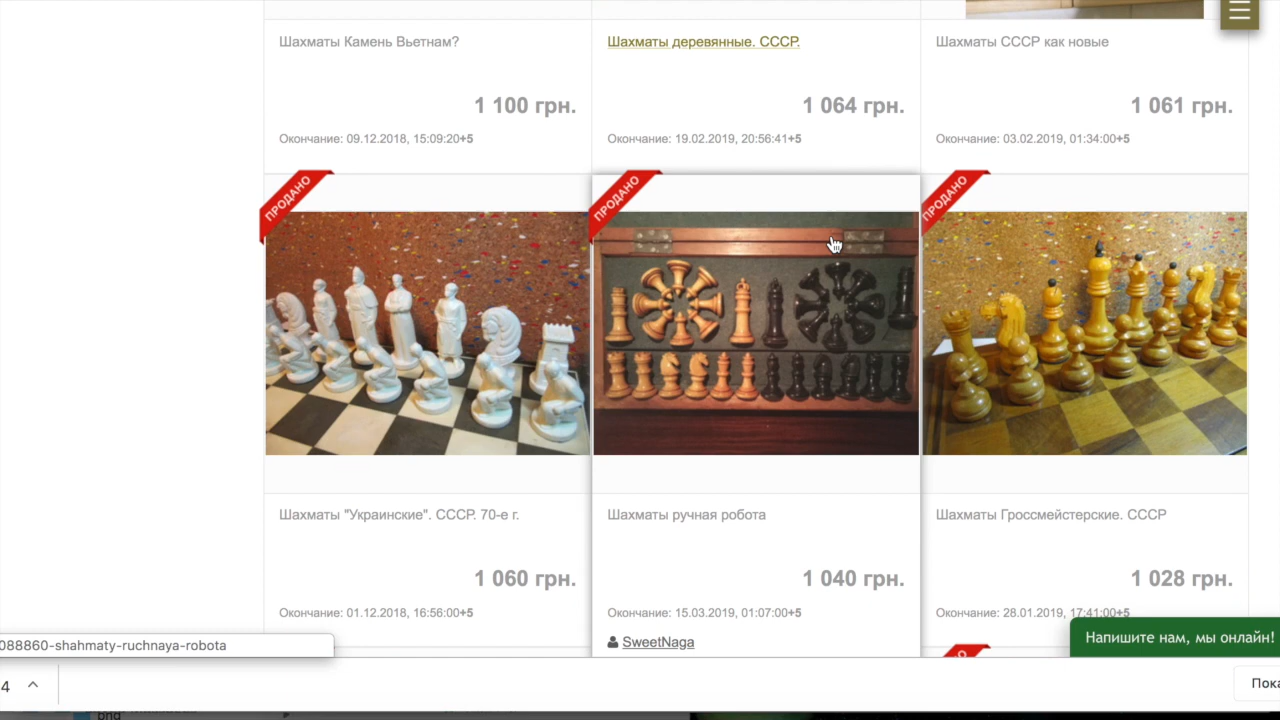 Шахматы Камень Вьетнам?
Шахматы деревянные. СССР.
Шахматы СССР как новые
1 100 грн.
1 064 грн.
1 061 грн.
Окончание: 09.12.2018, 15:09:20+5
Окончание: 19.02.2019, 20:56:41+5
Окончание: 03.02.2019, 01:34:00+5
ПРОДАНО
ПРОДАНО
ПРОДАНО
Шахматы "Украинские". СССР. 70-е г.
Шахматы ручная робота
Шахматы Гроссмейстерские. СССР
1 060 грн.
1 040 грн.
1 028 грн.
Окончание: 01.12.2018, 16:56:00+5
Окончание: 15.03.2019, 01:07:00+5
Окончание: 28.01.2019, 17:41:00+5
SweetNaga
Напишите нам, мы онлайн!
088860-shahmaty-ruchnaya-robota
4
Пока
png